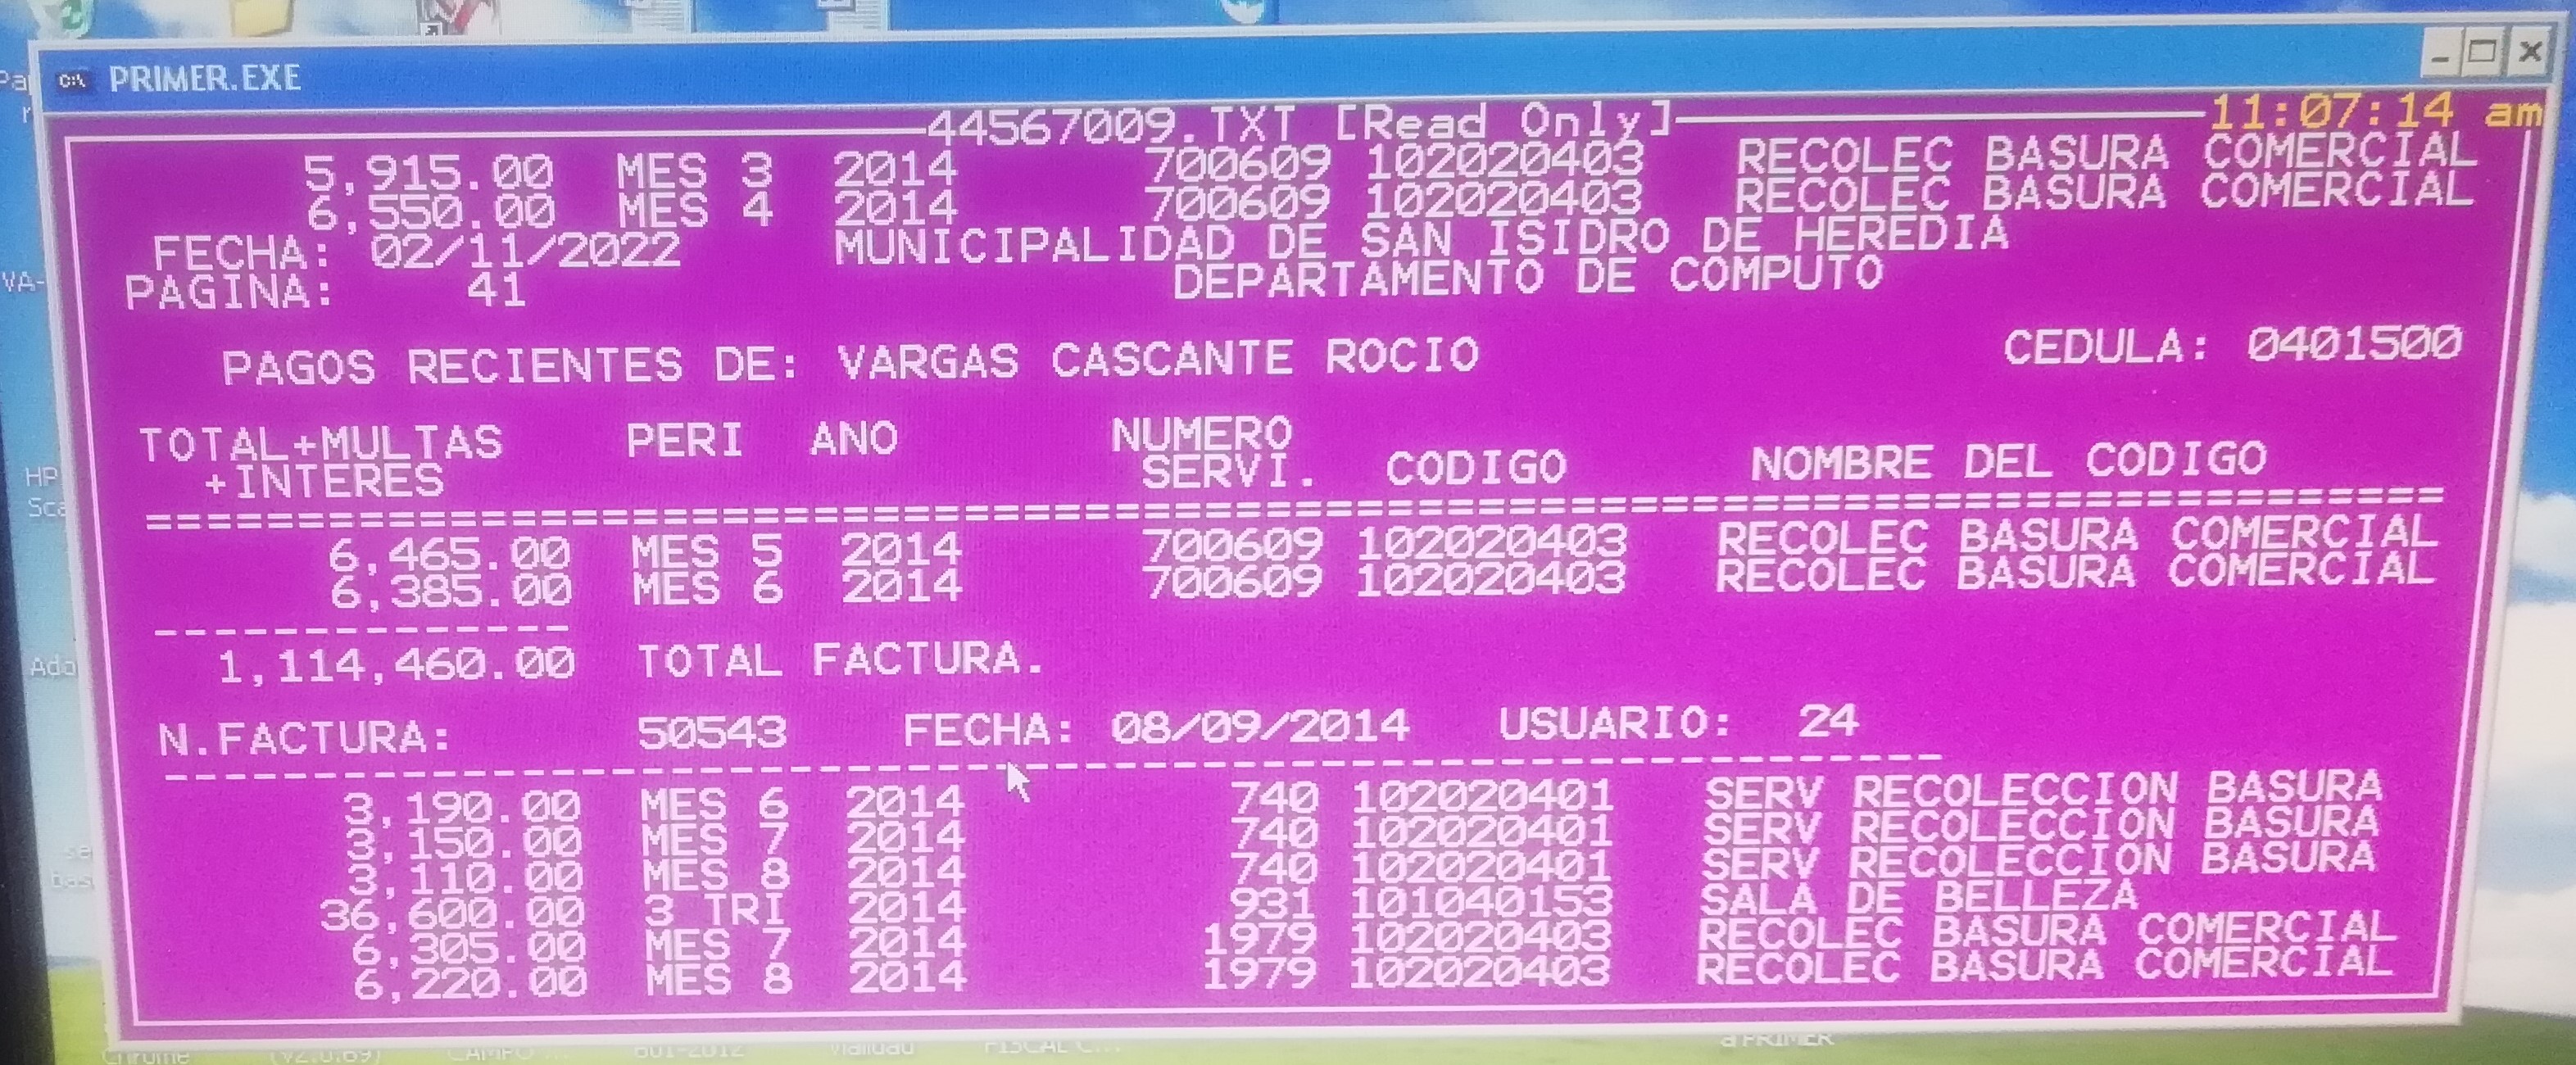 PRIMER.EXE
44567009.TXT [Read Only] 11:07:14 am
5,915.00 MES 3 2014 700609 102020403 RECOLEC BASURA COMERCIAL
6,550.00 MES 4 2014 700609 102020403 RECOLEC BASURA COMERCIAL
FECHA: 02/11/2022 MUNICIPALIDAD DE SAN ISIDRO DE HEREDIA
PAGINA: 41 DEPARTAMENTO DE COMPUTO
PAGOS RECIENTES DE: VARGAS CASCANTE ROCIO CEDULA: 0401500
TOTAL+MULTAS PERI ANO NUMERO
+INTERES SERVI. CODIGO NOMBRE DEL CODIGO
6,465.00 MES 5 2014 700609 102020403 RECOLEC BASURA COMERCIAL
6,385.00 MES 6 2014 700609 102020403 RECOLEC BASURA COMERCIAL
1,114,460.00 TOTAL FACTURA.
N.FACTURA: 50543 FECHA: 08/09/2014 USUARIO: 24
3,190.00 MES 6 2014 740 102020401 SERV RECOLECCION BASURA
3,150.00 MES 7 2014 740 102020401 SERV RECOLECCION BASURA
3,110.00 MES 8 2014 740 102020401 SERV RECOLECCION BASURA
36,600.00 3 TRI 2014 931 101040153 SALA DE BELLEZA
6,305.00 MES 7 2014 1979 102020403 RECOLEC BASURA COMERCIAL
6,220.00 MES 8 2014 1979 102020403 RECOLEC BASURA COMERCIAL